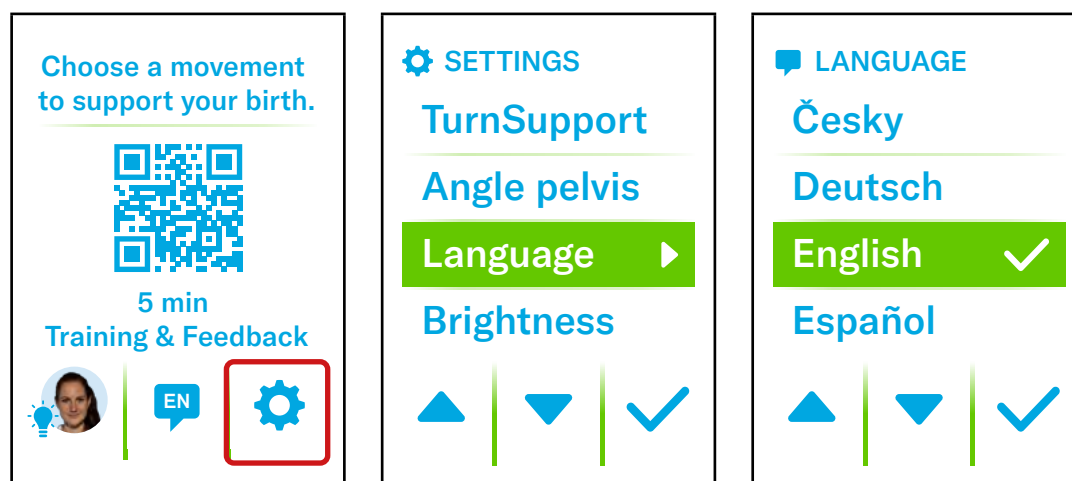 Choose a movement
to support your birth.
5 min
Training & Feedback
EN
SETTINGS
TurnSupport
Angle pelvis
Language
Brightness
LANGUAGE
Česky
Deutsch
English
Español